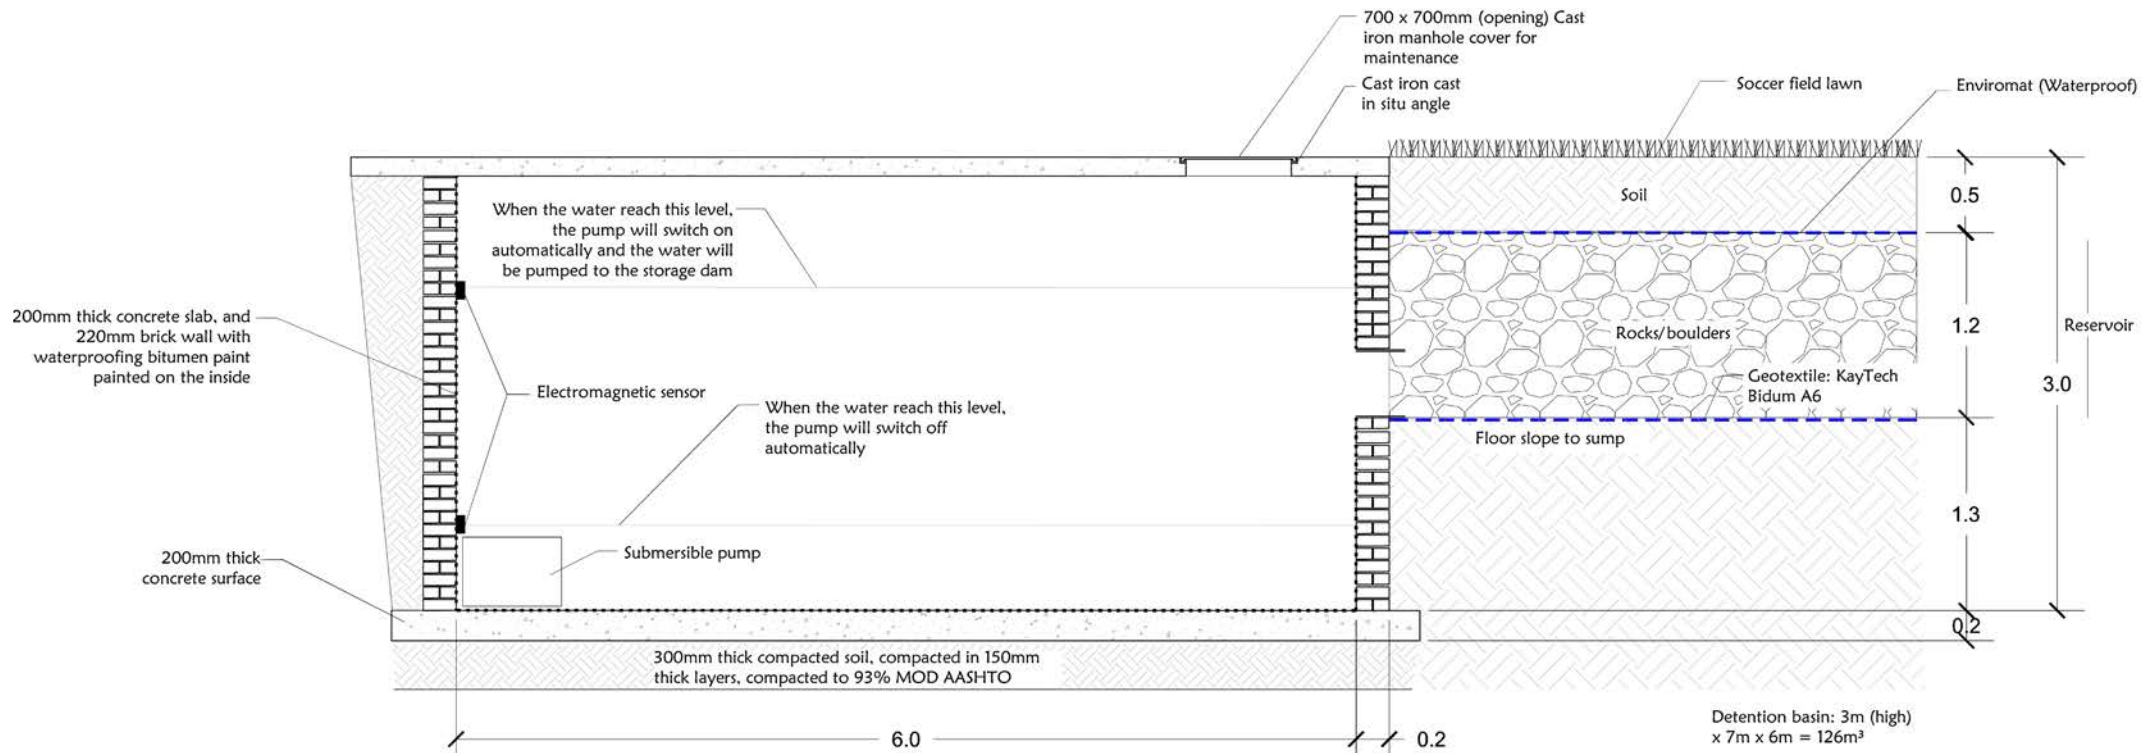 700 x 700mm (opening) Cast
iron manhole cover for
maintenance
Cast iron cast
in situ angle
Soccer field lawn
Enviromat (Waterproof)
When the water reach this level,
the pump will switch on
automatically and the water will
be pumped to the storage dam
Soil
0.5
200mm thick concrete slab, and
220mm brick wall with
waterproofing bitumen paint
painted on the inside
Electromagnetic sensor
Rocks/boulders
1.2
Reservoir
Geotextile: KayTech
Bidum A6
3.0
When the water reach this level,
the pump will switch off
automatically
Floor slope to sump
1.3
Submersible pump
200mm thick
concrete surface
0.2
300mm thick compacted soil, compacted in 150mm
thick layers, compacted to 93% MOD AASHTO
6.0
0.2
Detention basin: 3m (high)
x 7m x 6m = 126m³